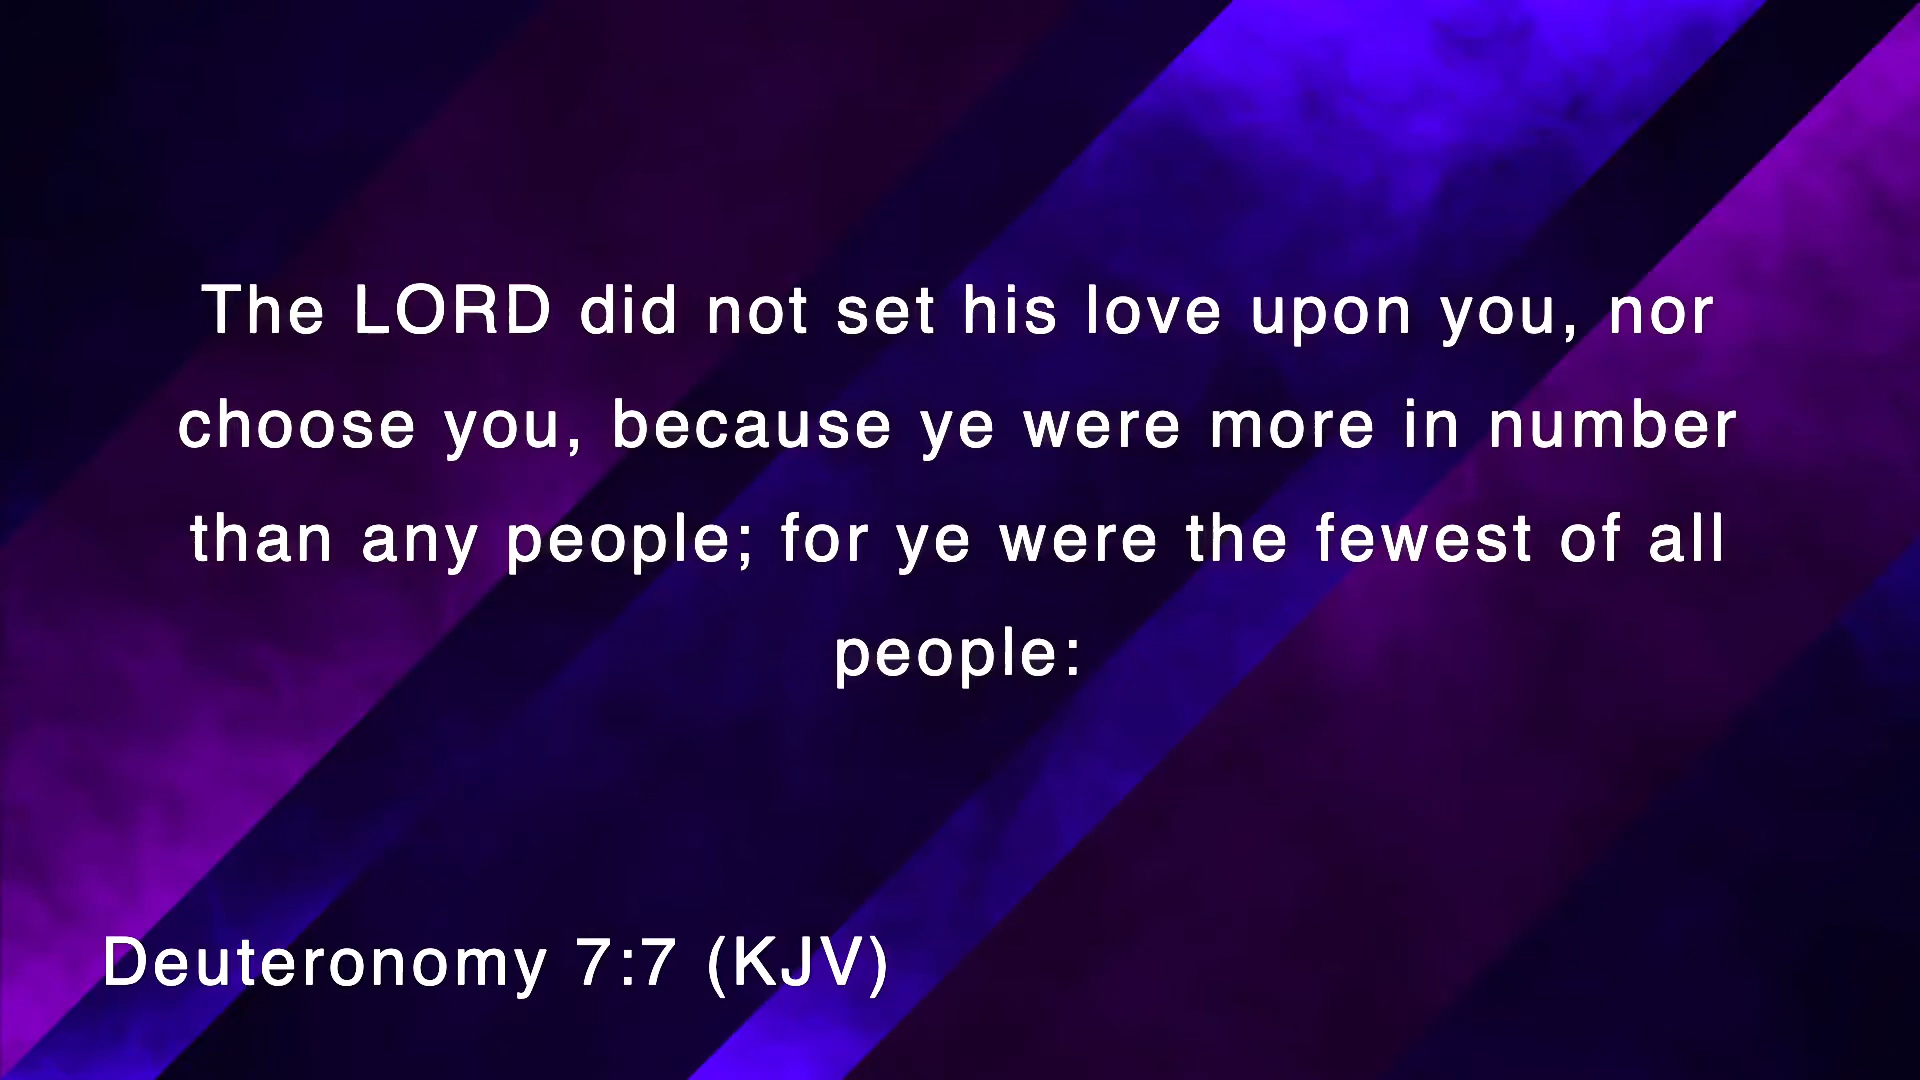 The LORD did not set his love upon you, nor
choose you, because ye were more in number
than any people; for ye were the fewest of all
people:
Deuteronomy 7:7 (KJV)